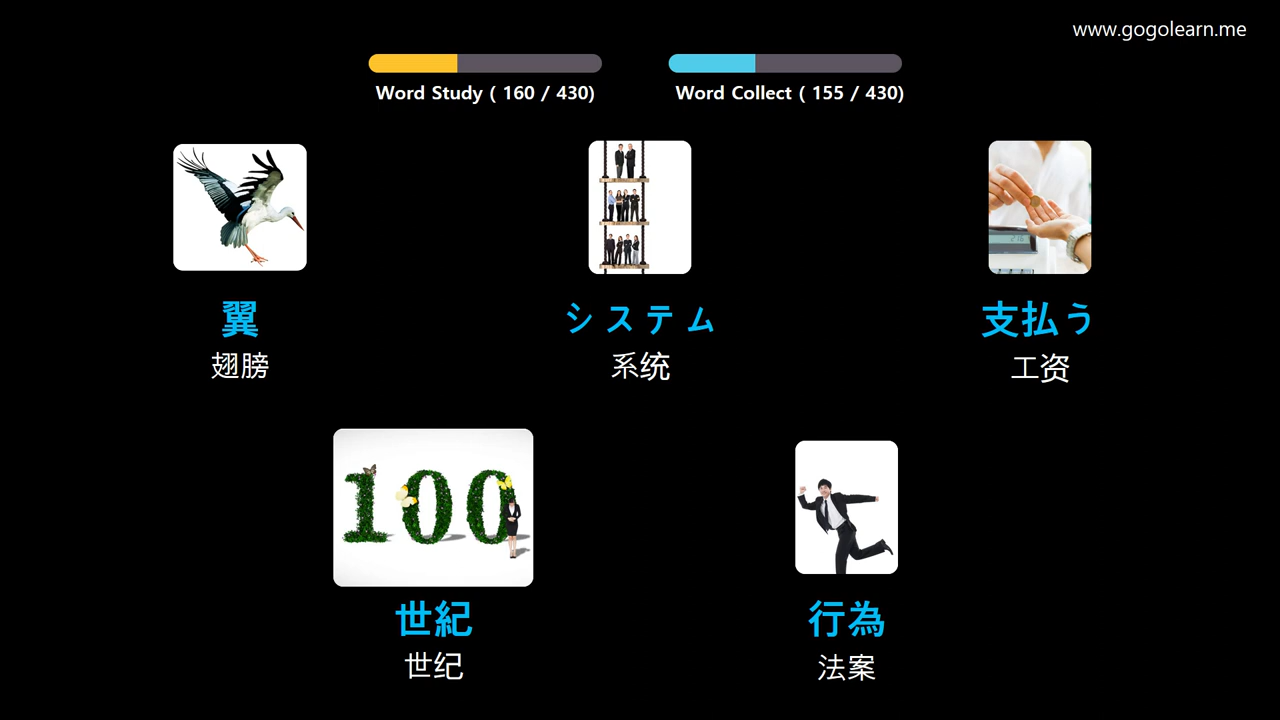 www.gogolearn.me
Word Study ( 160 / 430)
Word Collect ( 155 / 430)
翼
翅膀
システム
系统
支払う
工资
100
世紀
世纪
行為
法案